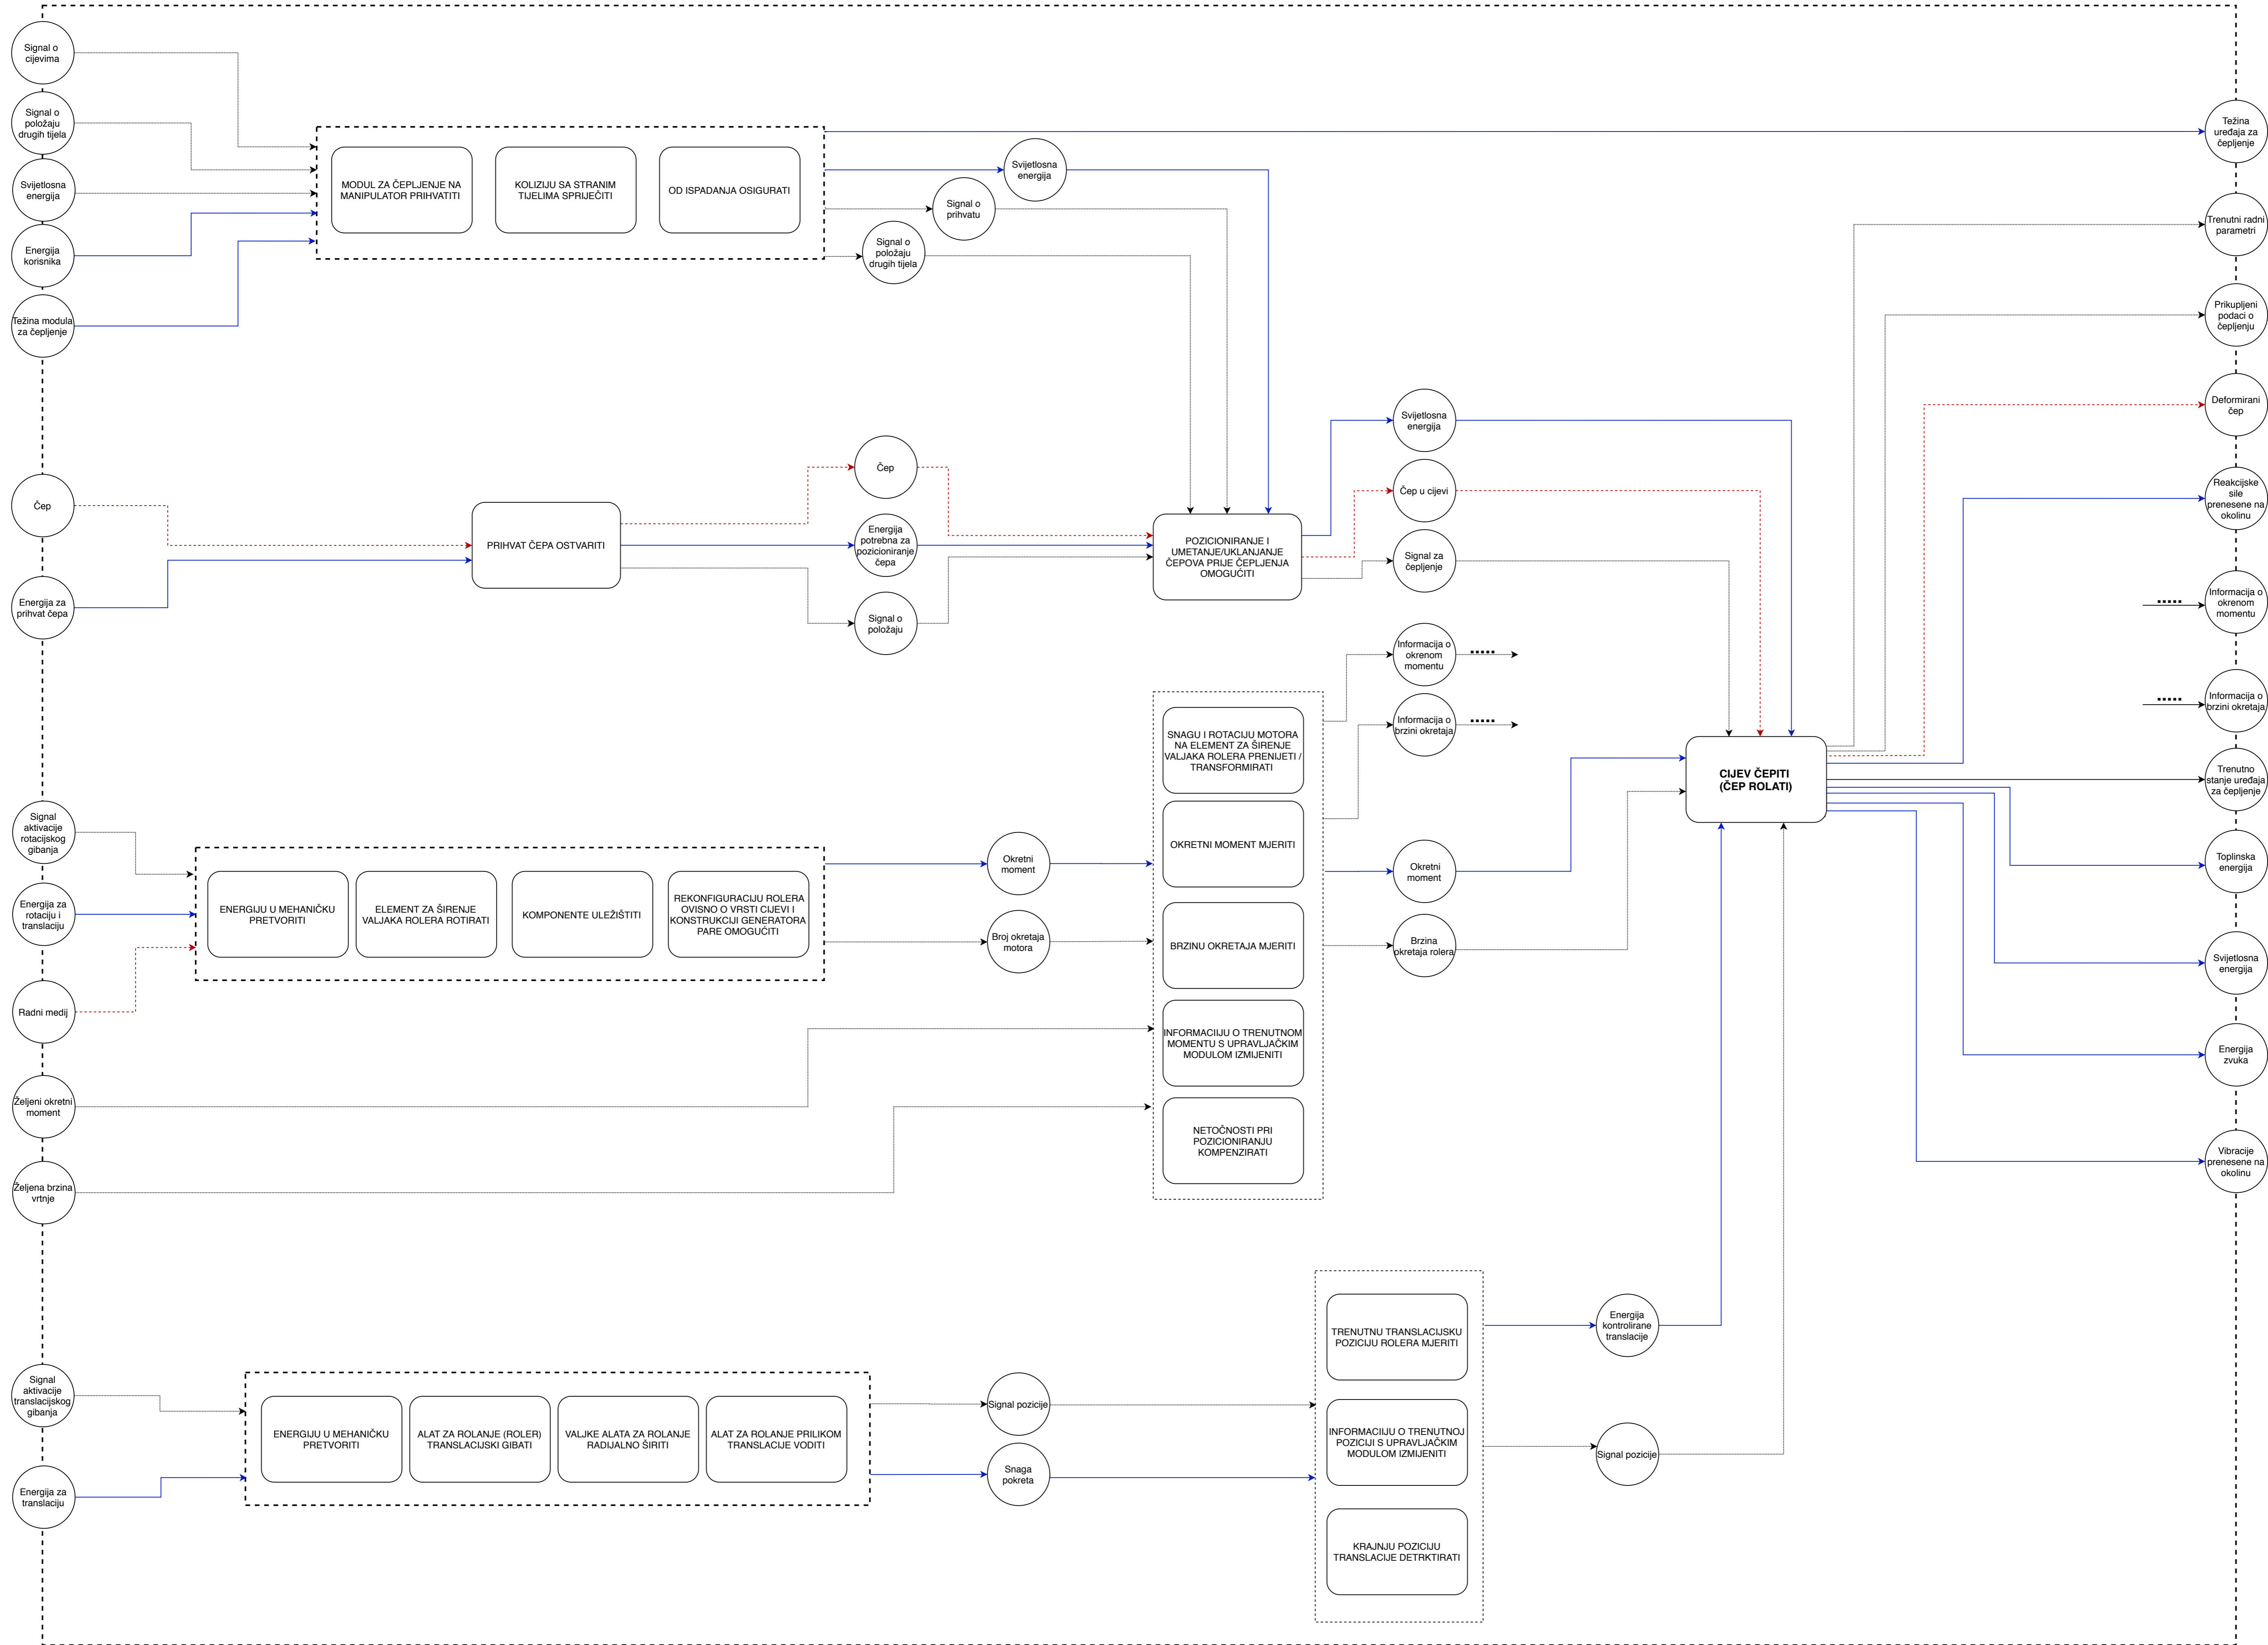 Signal o
cijevima
Signal o
položaju
drugih tijela
Svijetlosna
energija
Energija
korisnika
Težina modula
za čepljenje
MODUL ZA ČEPLJENJE NA
MANIPULATOR PRIHVATITI
KOLIZIJU SA STRANIM
TIJELIMA SPRIJEČITI
OD ISPADANJA OSIGURATI
Svijetlosna
energija
Signal o
prihvatu
Signal o
položaju
drugih tijela
Težina
uređaja za
čepljenje
Trenutni radni
parametri
Prikupljeni
podaci o
čepljenju
Deformirani
čep
Reakcijske
sile
prenesene na
okolinu
Informacija o
okrenom
momentu
Informacija o
brzini okretaja
Trenutno
stanje uređaja
za čepljenje
Toplinska
energija
Svijetlosna
energija
Energija
zvuka
Vibracije
prenesene na
okolinu
Čep
Energija za
prihvat čepa
PRIHVAT ČEPA OSTVARITI
Čep
Energija
potrebna za
pozicioniranje
čepa
Signal o
položaju
POZICIONIRANJE I
UMETANJE/UKLANJANJE
ČEPOVA PRIJE ČEPLJENJA
OMOGUĆITI
Svijetlosna
energija
Čep u cijevi
Signal za
čepljenje
Informacija o
okrenom
momentu
Informacija o
brzini okretaja
Okretni
moment
Brzina
okretaja rolera
CIJEV ČEPITI
(ČEP ROLATI)
Signal
aktivacije
rotacijskog
gibanja
Energija za
rotaciju i
translaciju
Radni medij
Željeni okretni
moment
Željena brzina
vrtnje
ENERGIJU U MEHANIČKU
PRETVORITI
ELEMENT ZA ŠIRENJE
VALJAKA ROLERA ROTIRATI
KOMPONENTE ULEŽIŠTITI
REKONFIGURACIJU ROLERA
OVISNO O VRSTI CIJEVI I
KONSTRUKCIJI GENERATORA
PARE OMOGUĆITI
Okretni
moment
Broj okretaja
motora
SNAGU I ROTACIJU MOTORA
NA ELEMENT ZA ŠIRENJE
VALJAKA ROLERA PRENIJETI /
TRANSFORMIRATI
OKRETNI MOMENT MJERITI
BRZINU OKRETAJA MJERITI
INFORMACIIJU O TRENUTNOM
MOMENTU S UPRAVLJAČKIM
MODULOM IZMIJENITI
NETOČNOSTI PRI
POZICIONIRANJU
KOMPENZIRATI
Signal
aktivacije
translacijskog
gibanja
Energija za
translaciju
ENERGIJU U MEHANIČKU
PRETVORITI
ALAT ZA ROLANJE (ROLER)
TRANSLACIJSKI GIBATI
VALJKE ALATA ZA ROLANJE
RADIJALNO ŠIRITI
ALAT ZA ROLANJE PRILIKOM
TRANSLACIJE VODITI
Signal pozicije
Snaga
pokreta
TRENUTNU TRANSLACIJSKU
POZICIJU ROLERA MJERITI
INFORMACIIJU O TRENUTNOJ
POZICIJI S UPRAVLJAČKIM
MODULOM IZMIJENITI
KRAJNJU POZICIJU
TRANSLACIJE DETRKTIRATI
Energija
kontrolirane
translacije
Signal pozicije